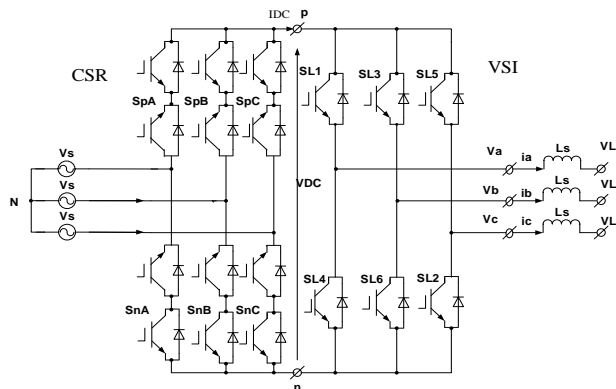 IDC p
CSR
SL1 SL3 SL5
VSI
SpA SpB SpC
Vs
Va ia Ls VL
N
Vs
VDC
Vb ib Ls VL
Vs
Vc ic Ls VL
SL4 SL6 SL2
SnA SnB SnC
n